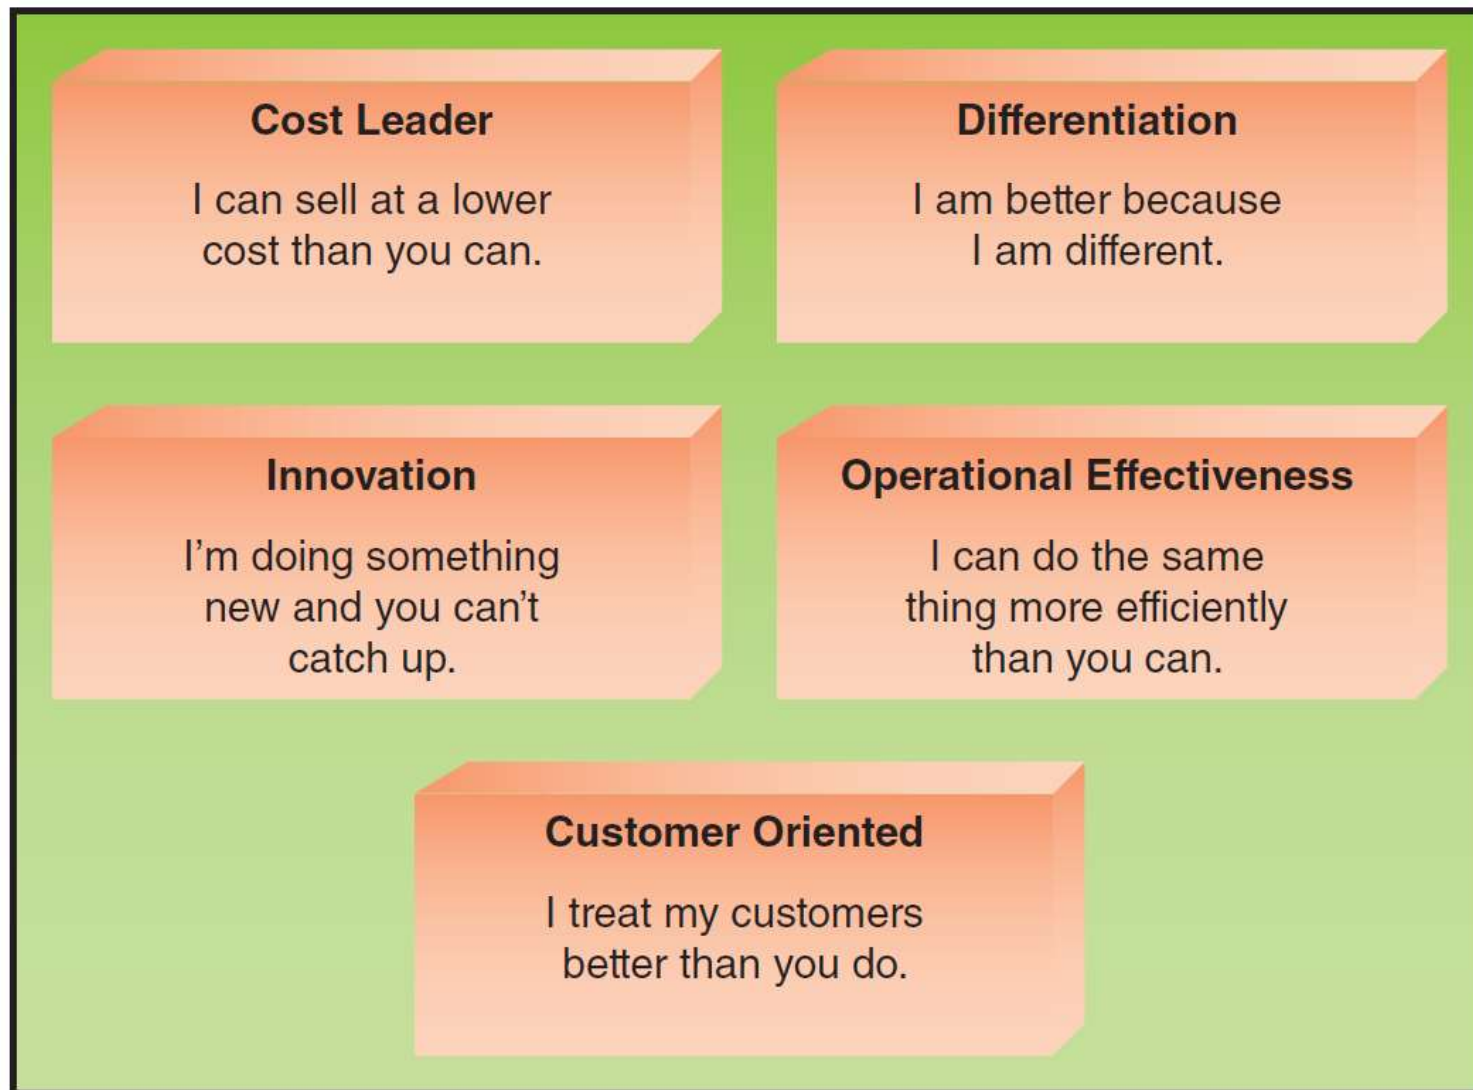 Cost Leader
I can sell at a lower
cost than you can.
Differentiation
I am better because
I am different.
Innovation
I’m doing something
new and you can’t
catch up.
Operational Effectiveness
I can do the same
thing more efficiently
than you can.
Customer Oriented
I treat my customers
better than you do.